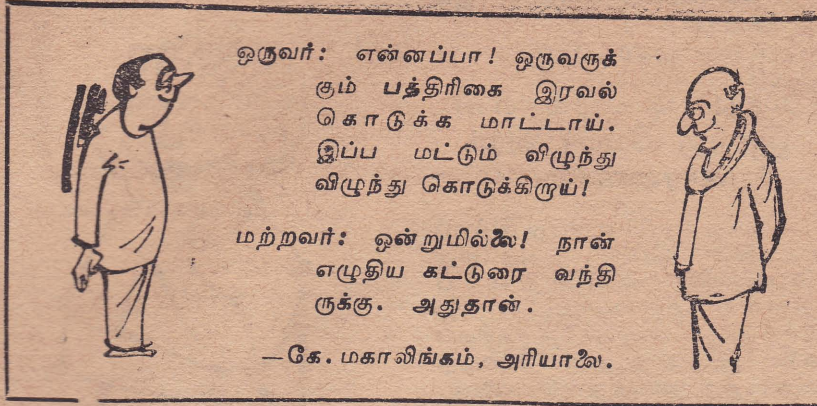 ஒருவர்: என்னப்பா! ஒருவருக்
கும் பத்திரிகை இரவல்
கொடுக்க மாட்டாய்.
இப்ப மட்டும் விழுந்து
விழுந்து கொடுக்கிறாய்!
மற்றவர்: ஒன்றுமில்லை! நான்
எழுதிய கட்டுரை வந்தி
ருக்கு. அதுதான்.
—கே. மகாலிங்கம், அரியாலை.